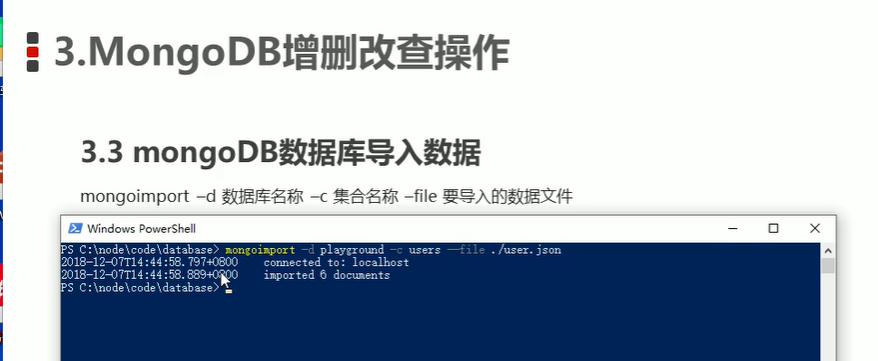 3.MongoDB增删改查操作
3.3 mongoDB数据库导入数据
mongoimport –d 数据库名称 –c 集合名称 –file 要导入的数据文件
Windows PowerShell
PS C:\node\code\database> mongoimport -d playground -c users --file ./user.json
2018-12-07T14:44:58.797+0800    connected to: localhost
2018-12-07T14:44:58.889+0800    imported 6 documents
PS C:\node\code\database>